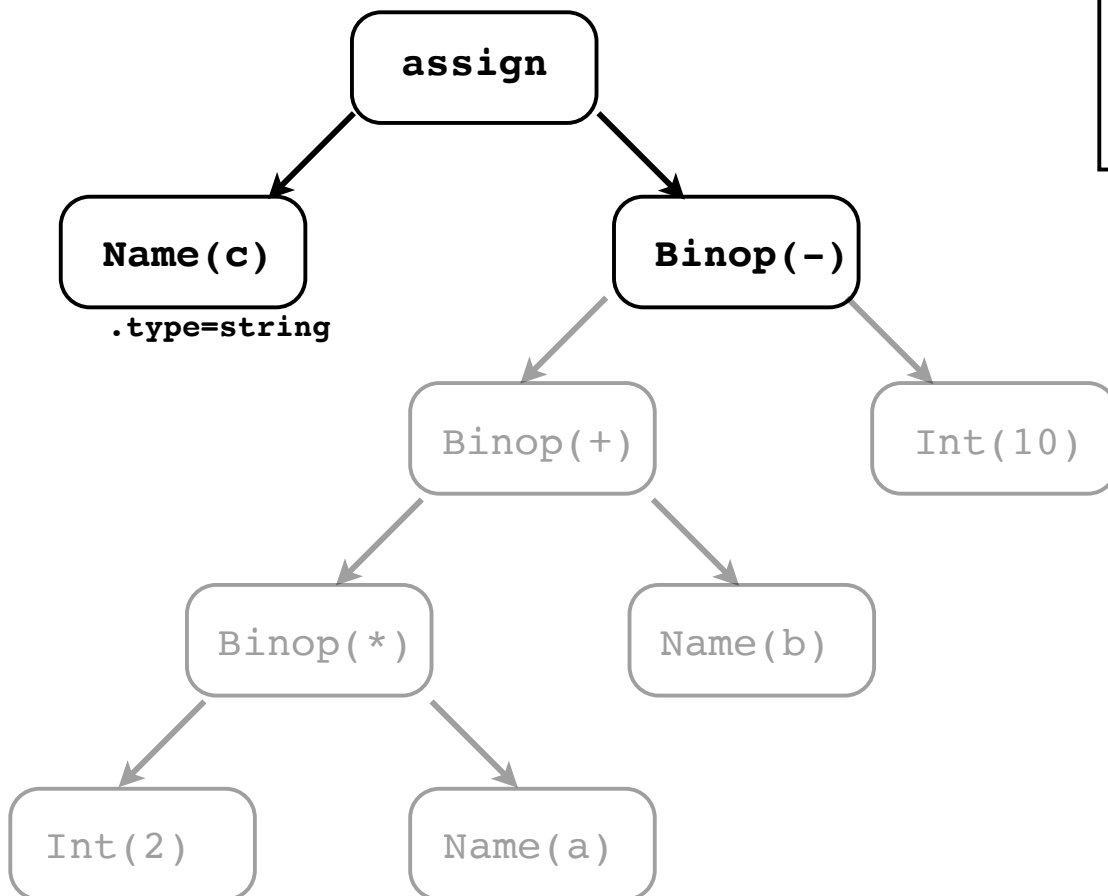 assign
Name(c)
Binop(-)
.type=string
Binop(+)
Int(10)
Binop(*)
Name(b)
Int(2)
Name(a)